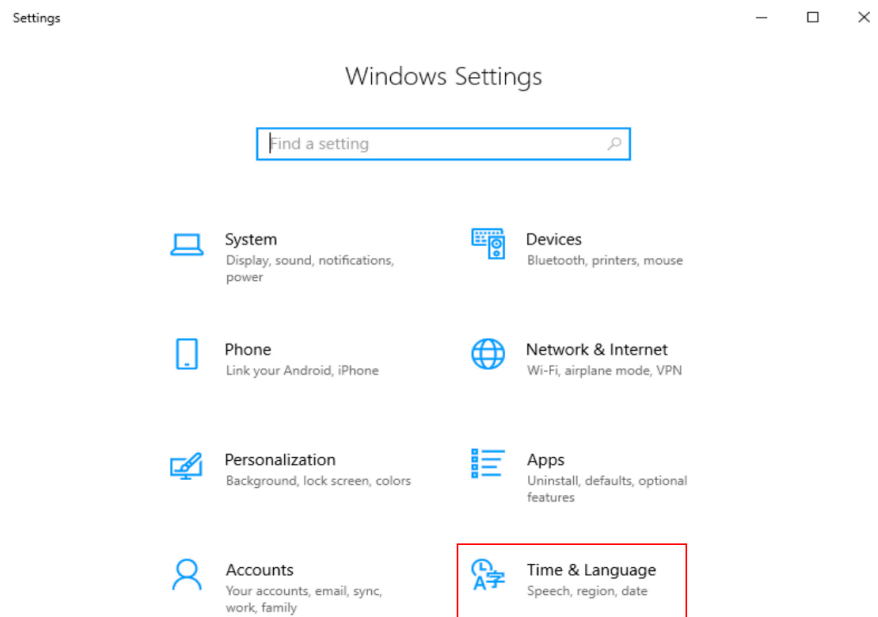 Settings
Windows Settings
Find a setting
System
Display, sound, notifications,
power
Devices
Bluetooth, printers, mouse
Phone
Link your Android, iPhone
Network & Internet
Wi-Fi, airplane mode, VPN
Personalization
Background, lock screen, colors
Apps
Uninstall, defaults, optional
features
Accounts
Your accounts, email, sync,
work, family
Time & Language
Speech, region, date